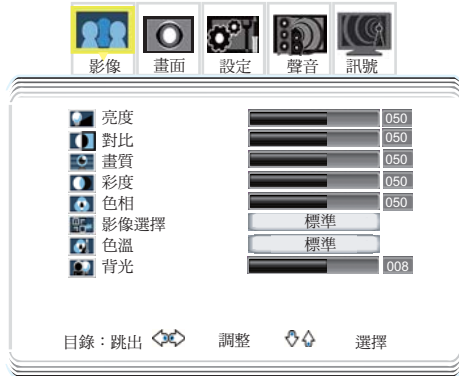 影像 畫面 設定 聲音 訊號
亮度 050
對比 050
畫質 050
彩度 050
色相 050
影像選擇 標準
色溫 標準
背光 008
目錄：跳出 調整 選擇